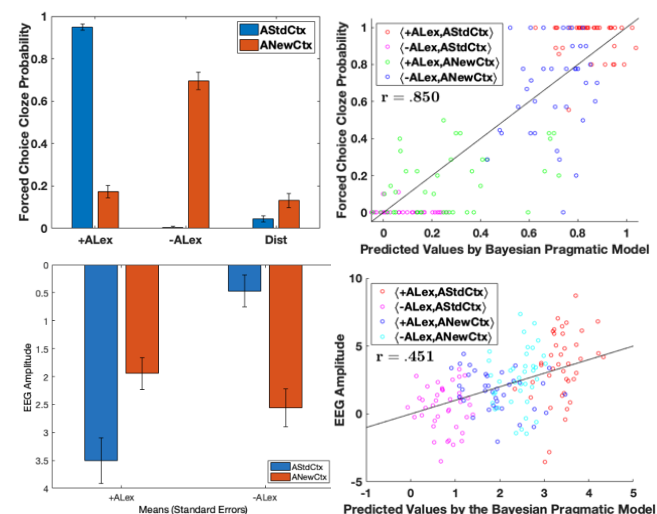 Forced Choice Cloze Probability
1
0.8
0.6
0.4
0.2
0
AStdCtx
ANewCtx
+ALex
-ALex
Dist
Forced Choice Cloze Probability
1
0.8
0.6
0.4
0.2
0
⟨+ALex,AStdCtx⟩
⟨-ALex,AStdCtx⟩
⟨+ALex,ANewCtx⟩
⟨-ALex,ANewCtx⟩
r = .850
0
0.2
0.4
0.6
0.8
1
Predicted Values by Bayesian Pragmatic Model
EEG Amplitude
0
0.5
1
1.5
2
2.5
3
3.5
4
AStdCtx
ANewCtx
+ALex
-ALex
Means (Standard Errors)
EEG Amplitude
10
5
0
-5
⟨+ALex,AStdCtx⟩
⟨-ALex,AStdCtx⟩
⟨+ALex,ANewCtx⟩
⟨-ALex,ANewCtx⟩
r = .451
-1
0
1
2
3
4
5
Predicted Values by the Bayesian Pragmatic Model